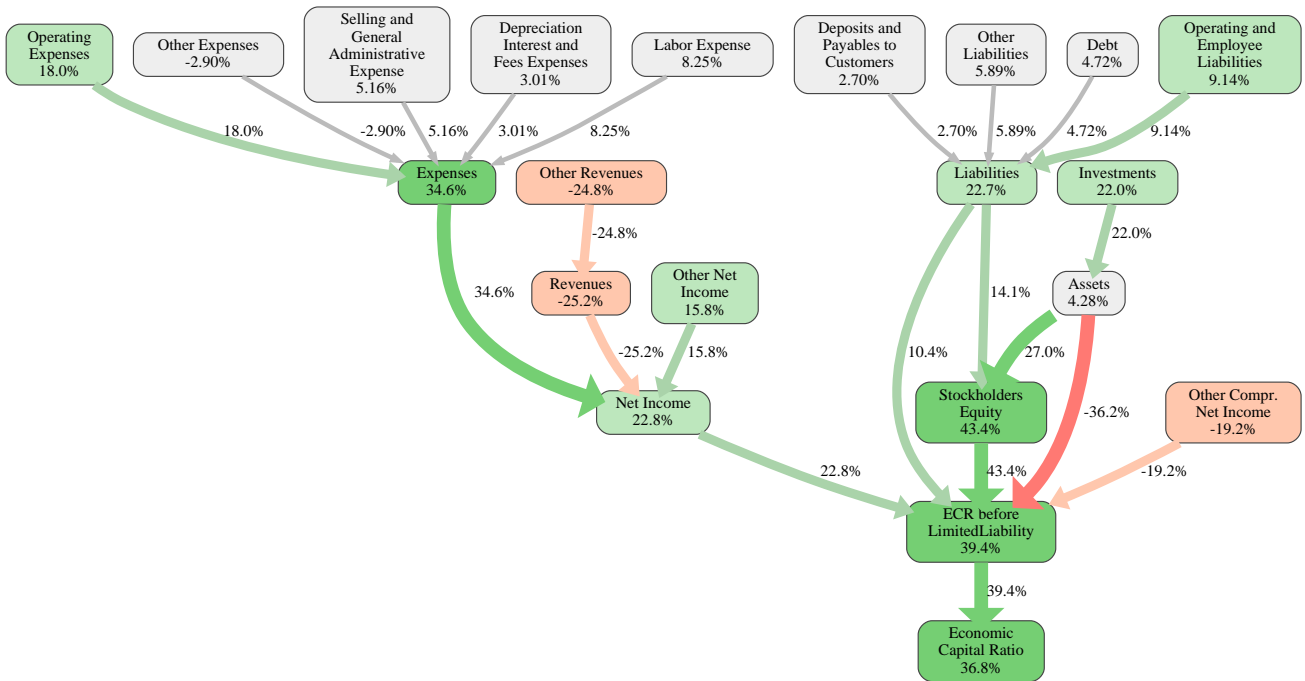 Operating
Expenses
18.0%
Other Expenses
-2.90%
Selling and
General
Administrative
Expense
5.16%
Depreciation
Interest and
Fees Expenses
3.01%
Labor Expense
8.25%
Deposits and
Payables to
Customers
2.70%
Other
Liabilities
5.89%
Debt
4.72%
Operating and
Employee
Liabilities
9.14%
18.0%
-2.90%
5.16%
3.01%
8.25%
2.70%
5.89%
4.72%
9.14%
Expenses
34.6%
Other Revenues
-24.8%
Liabilities
22.7%
Investments
22.0%
-24.8%
22.0%
34.6%
Revenues
-25.2%
Other Net
Income
15.8%
14.1%
Assets
4.28%
-25.2%
15.8%
10.4%
27.0%
-36.2%
Net Income
22.8%
Stockholders
Equity
43.4%
Other Compr.
Net Income
-19.2%
22.8%
43.4%
-19.2%
ECR before
LimitedLiability
39.4%
39.4%
Economic
Capital Ratio
36.8%